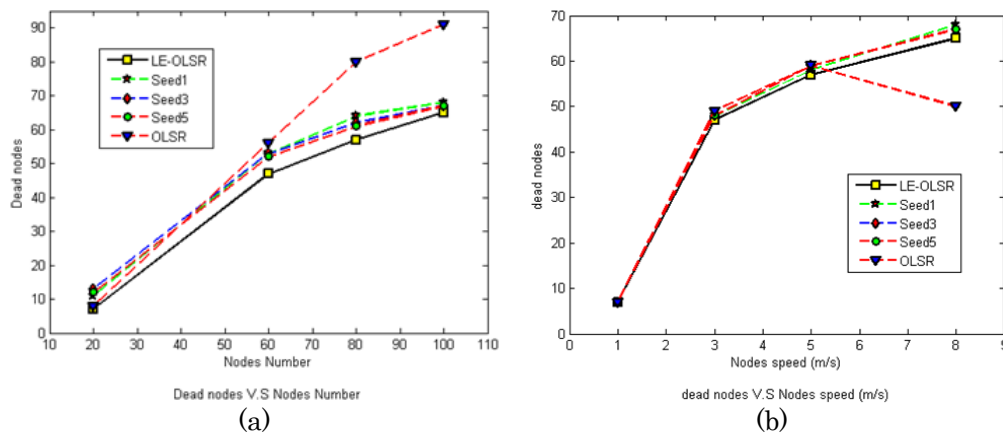 90
80
70
60
50
40
30
20
10
0
Dead nodes
LE-OLSR
Seed1
Seed3
Seed5
OLSR
10 20 30 40 50 60 70 80 90 100 110
Nodes Number
Dead nodes V.S Nodes Number
(a)
70
60
50
40
30
20
10
0
dead nodes
LE-OLSR
Seed1
Seed3
Seed5
OLSR
0 1 2 3 4 5 6 7 8 9
Nodes speed (m/s)
dead nodes V.S Nodes speed (m/s)
(b)